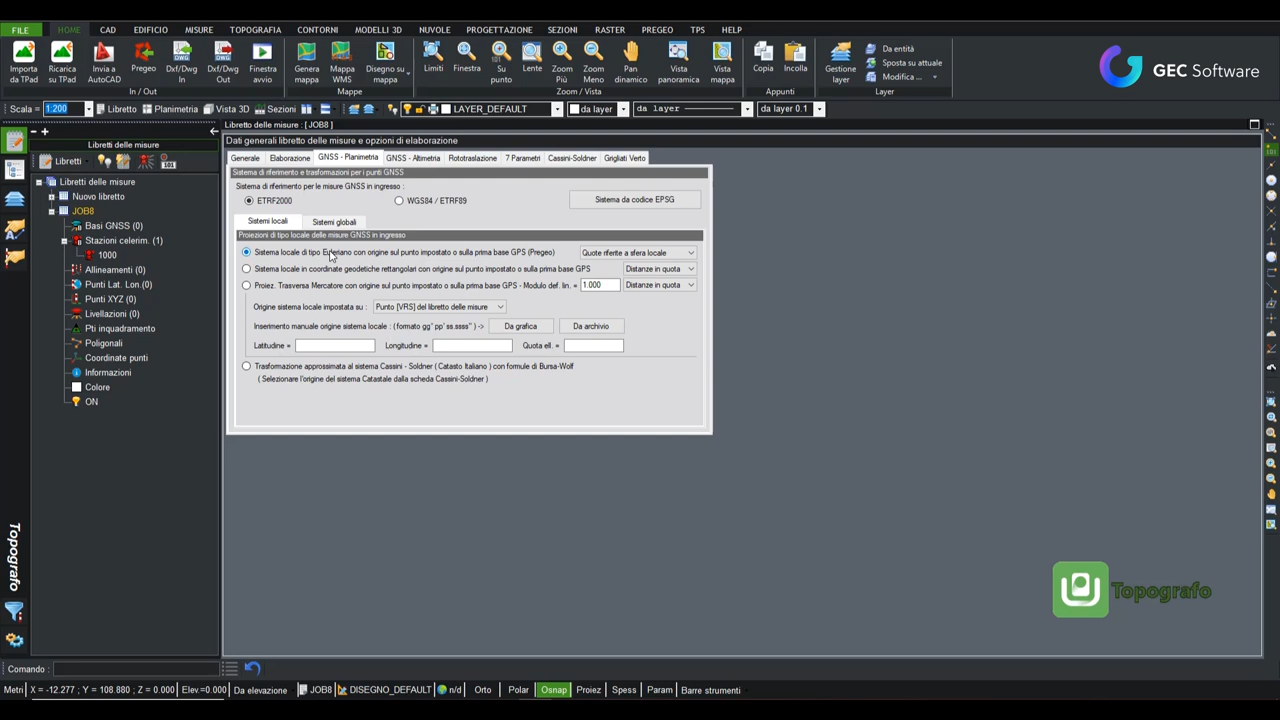 FILE HOME CAD EDIFICIO MISURE TOPOGRAFIA CONTORNI MODELLI 3D NUVOLE PROGETTAZIONE SEZIONI RASTER PREGEO TPS HELP
Importa da TPad
Ricarica su TPad
Invia a AutoCAD
Pregeo
Dxf/Dwg In
Dxf/Dwg Out
Finestra avvio
Genera mappa
Mappa WMS
Disegno su mappa
Limiti
Finestra
Su punto
Lente
Zoom Più
Zoom Meno
Pan dinamico
Vista panoramica
Vista mappa
Copia
Incolla
Gestione layer
Da entità
Sposta su attuale
Modifica ...
In / Out
Mappe
Zoom / Vista
Appunti
Layer
GEC Software
Scala = 1:200 Libretto Planimetria Vista 3D Sezioni LAYER_DEFAULT da layer da layer da layer 0.1
Libretti delle misure
Libretti
Libretti delle misure
Nuovo libretto
JOB8
Basi GNSS (0)
Stazioni celerim. (1)
1000
Allineamenti (0)
Punti Lat. Lon.(0)
Punti XYZ (0)
Livellazioni (0)
Pti inquadramento
Poligonali
Coordinate punti
Informazioni
Colore
ON
Topografo
Libretto delle misure : [ JOB8 ]
Dati generali libretto delle misure e opzioni di elaborazione
Generale Elaborazione GNSS - Planimetria GNSS - Altimetria Rototraslazione 7 Parametri Cassini-Soldner Grigliati Verto
Sistema di riferimento e trasformazioni per i punti GNSS
Sistema di riferimento per le misure GNSS in ingresso :
ETRF2000 WGS84 / ETRF89 Sistema da codice EPSG
Sistemi locali Sistemi globali
Proiezioni di tipo locale delle misure GNSS in ingresso
Sistema locale di tipo Euleriano con origine sul punto impostato o sulla prima base GPS (Pregeo) Quote riferite a sfera locale
Sistema locale in coordinate geodetiche rettangolari con origine sul punto impostato o sulla prima base GPS Distanze in quota
Proiez. Trasversa Mercatore con origine sul punto impostato o sulla prima base GPS - Modulo def. lin. = 1.000 Distanze in quota
Origine sistema locale impostata su : Punto [VRS] del libretto delle misure
Inserimento manuale origine sistema locale : ( formato gg° pp' ss.ssss'' ) -> Da grafica Da archivio
Latitudine = Longitudine = Quota ell. =
Trasformazione approssimata al sistema Cassini - Soldner ( Catasto Italiano ) con formule di Bursa-Wolf
( Selezionare l'origine del sistema Catastale dalla scheda Cassini-Soldner )
Topografo
Comando :
Metri X = -12.277 ; Y = 108.880 ; Z = 0.000 Elev.=0.000 Da elevazione JOB8 DISEGNO_DEFAULT n/d Orto Polar Osnap Proiez Spess Param Barre strumenti